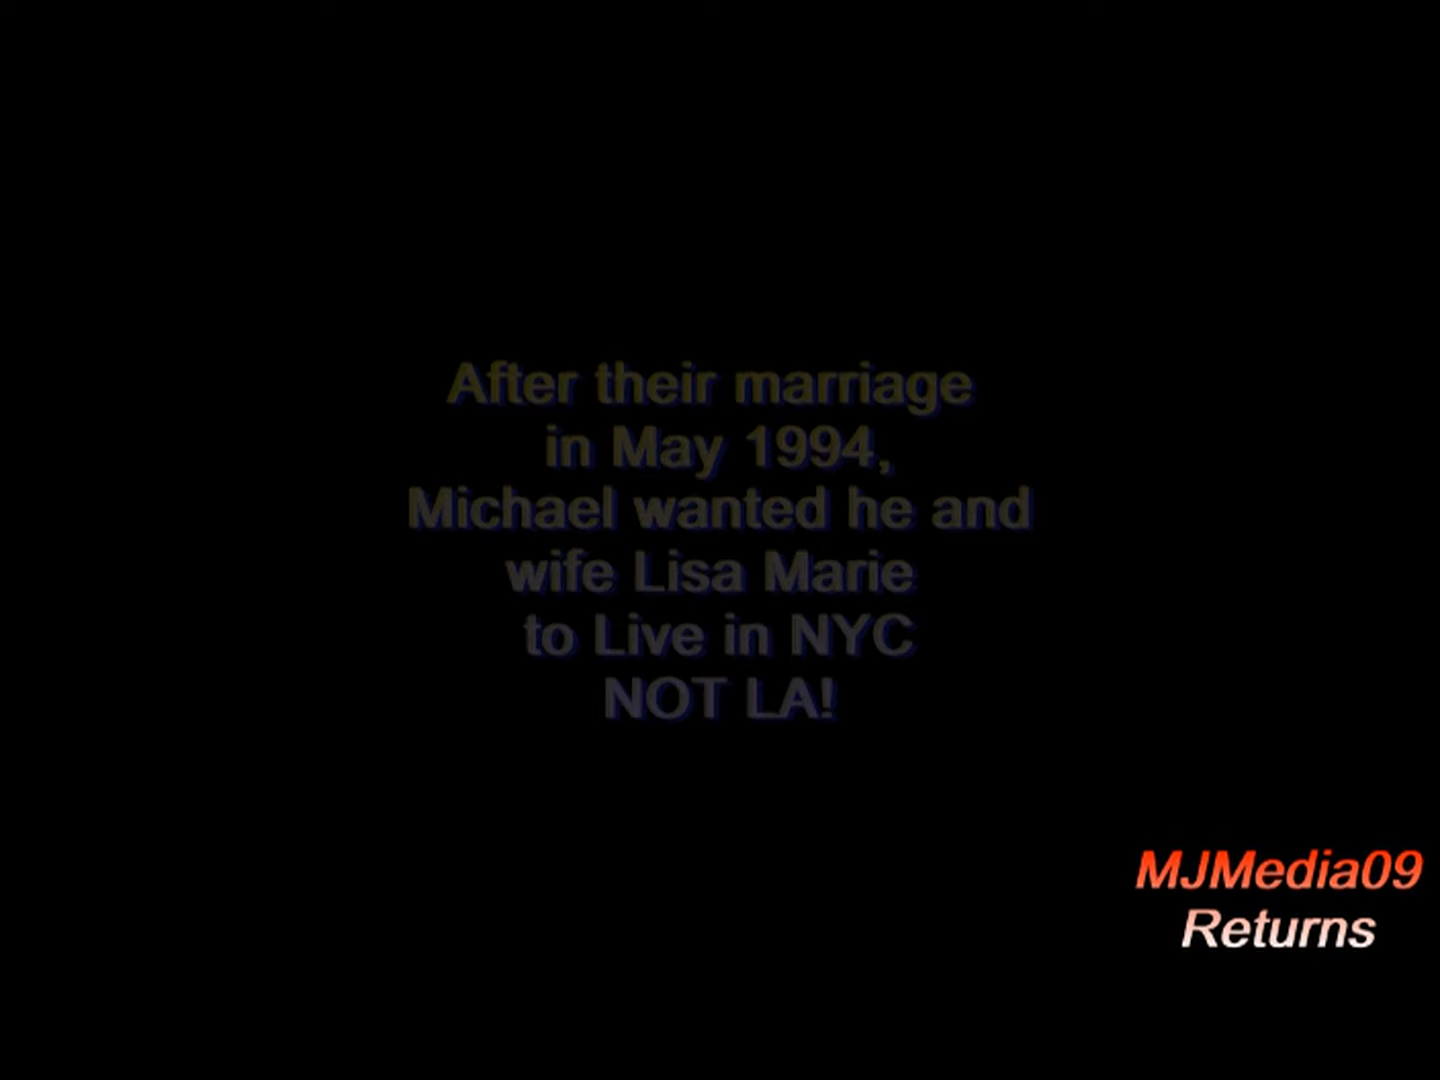 After their marriage
in May 1994,
Michael wanted he and
wife Lisa Marie
to Live in NYC
NOT LA!
MJMedia09
Returns